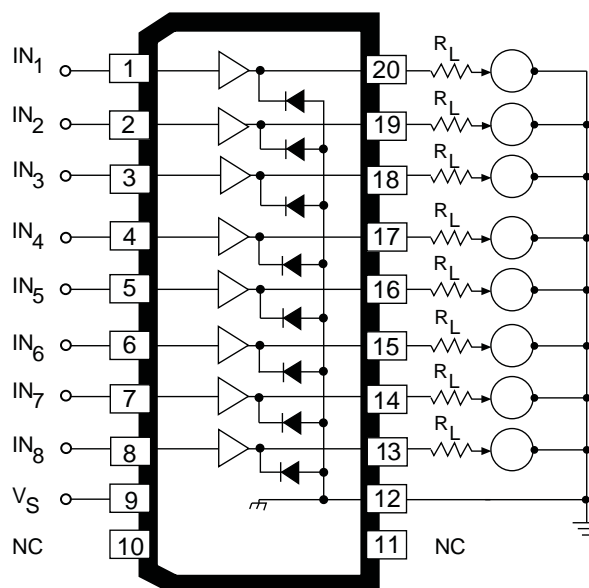 IN1 1 20 RL
IN2 2 19 RL
IN3 3 18 RL
IN4 4 17 RL
IN5 5 16 RL
IN6 6 15 RL
IN7 7 14 RL
IN8 8 13 RL
VS 9 12
NC 10 11 NC